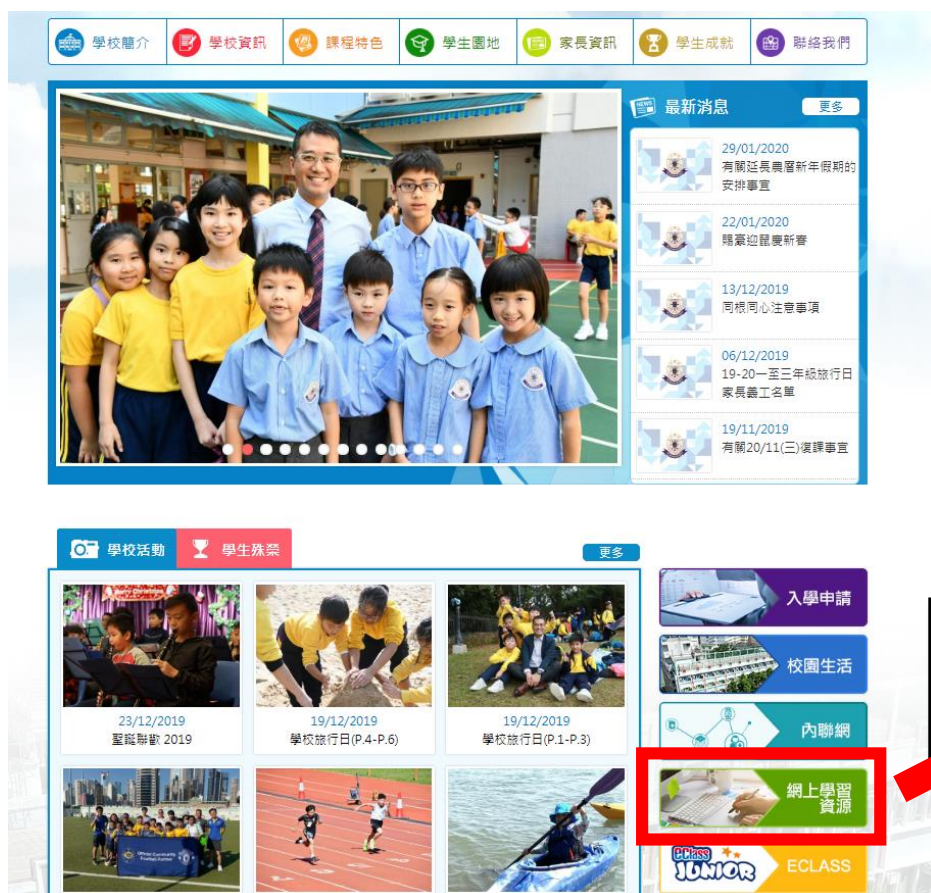 學校簡介
學校資訊
課程特色
學生園地
家長資訊
學生成就
聯絡我們
NEWS 最新消息
更多
29/01/2020
有關延長農曆新年假期的
安排事宜
22/01/2020
賜豪迎鼠慶新春
13/12/2019
同根同心注意事項
06/12/2019
19-20一至三年級旅行日
家長義工名單
19/11/2019
有關20/11(三)復課事宜
學校活動
學生殊榮
更多
23/12/2019
聖誕聯歡 2019
19/12/2019
學校旅行日(P.4-P.6)
19/12/2019
學校旅行日(P.1-P.3)
入學申請
校園生活
內聯網
網上學習
資源
eClass
JUNIOR
ECLASS